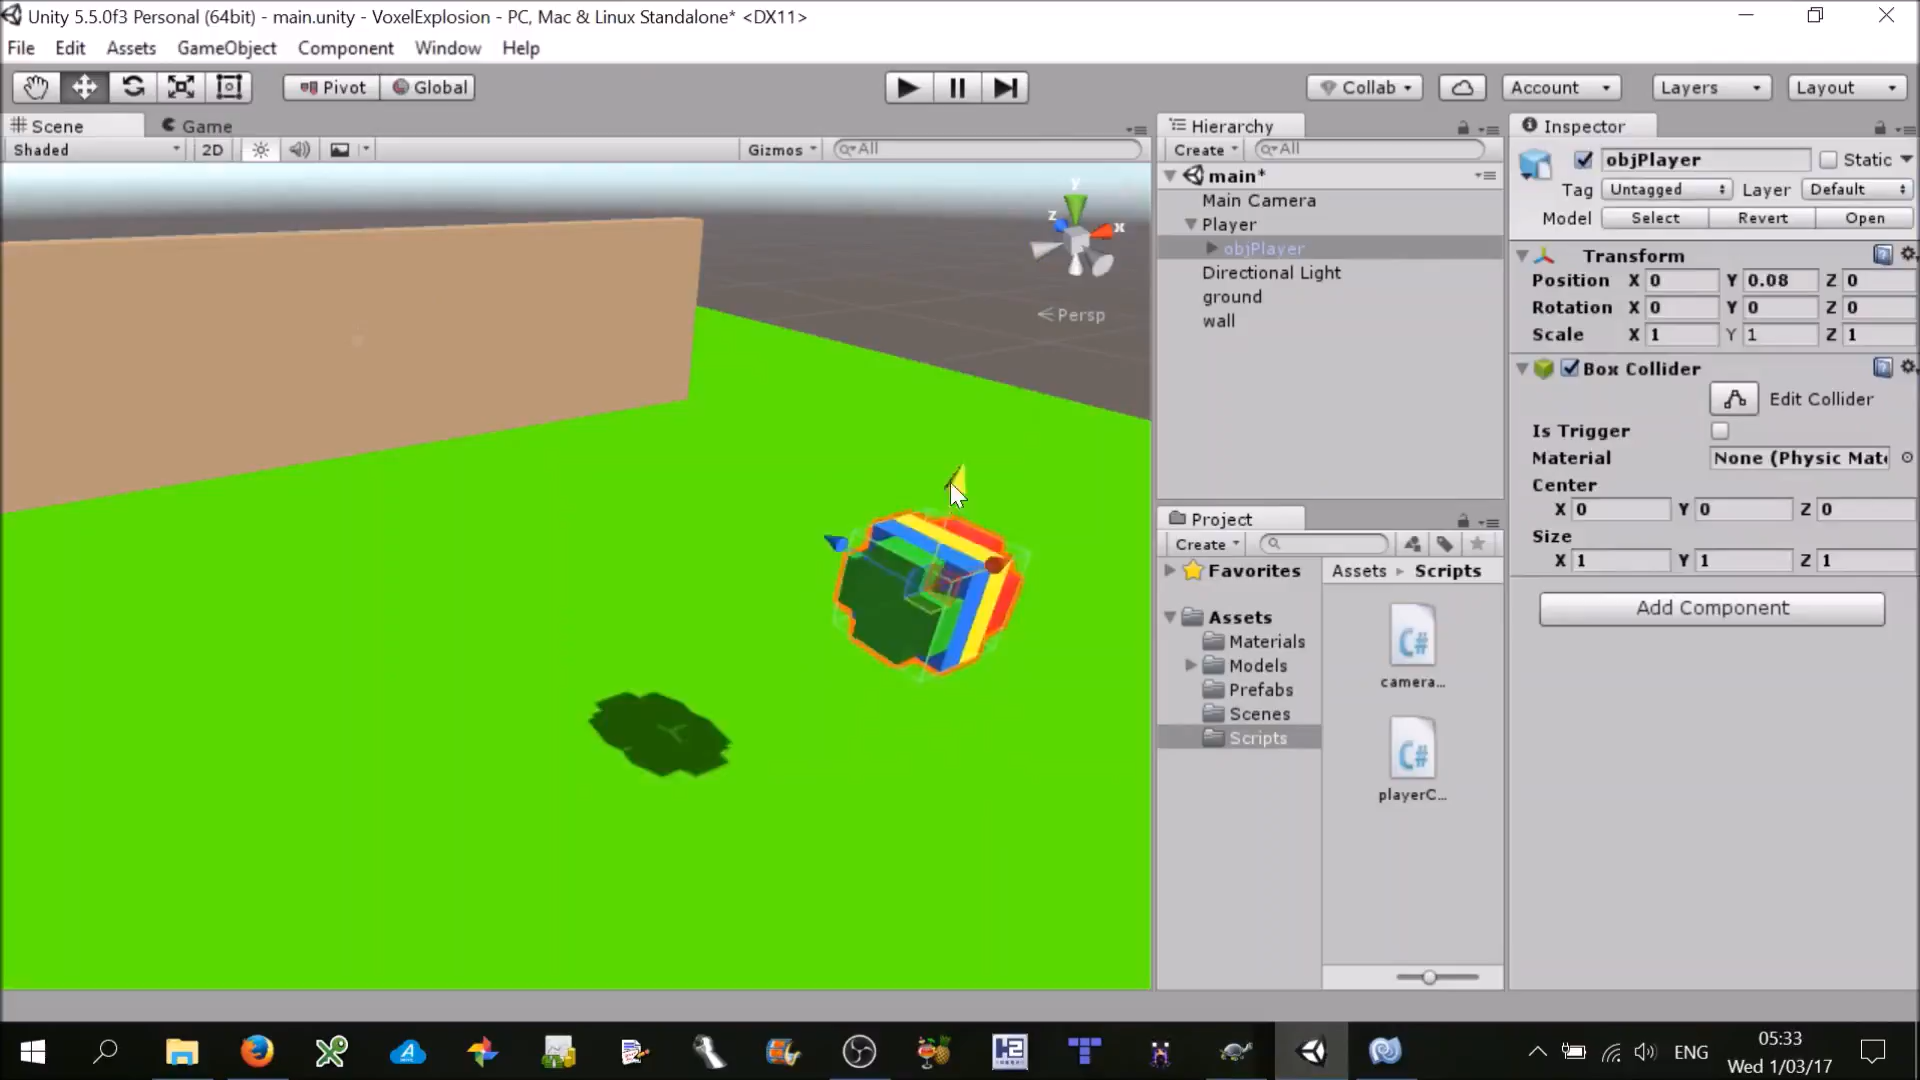 Unity 5.5.0f3 Personal (64bit) - main.unity - VoxelExplosion - PC, Mac & Linux Standalone* <DX11>
File Edit Assets GameObject Component Window Help
Pivot Global Collab Account Layers Layout
Scene Game
Shaded 2D Gizmos All
y
z x
Persp
Hierarchy
Create All
main*
Main Camera
Player
objPlayer
Directional Light
ground
wall
Project
Create
Favorites
Assets
Materials
Models
Prefabs
Scenes
Scripts
Assets Scripts
C#
camera...
C#
playerC...
Inspector
objPlayer Static
Tag Untagged Layer Default
Model Select Revert Open
Transform
Position X 0 Y 0.08 Z 0
Rotation X 0 Y 0 Z 0
Scale X 1 Y 1 Z 1
Box Collider
Edit Collider
Is Trigger
Material None (Physic Mat
Center
X 0 Y 0 Z 0
Size
X 1 Y 1 Z 1
Add Component
H2
ENG
05:33
Wed 1/03/17